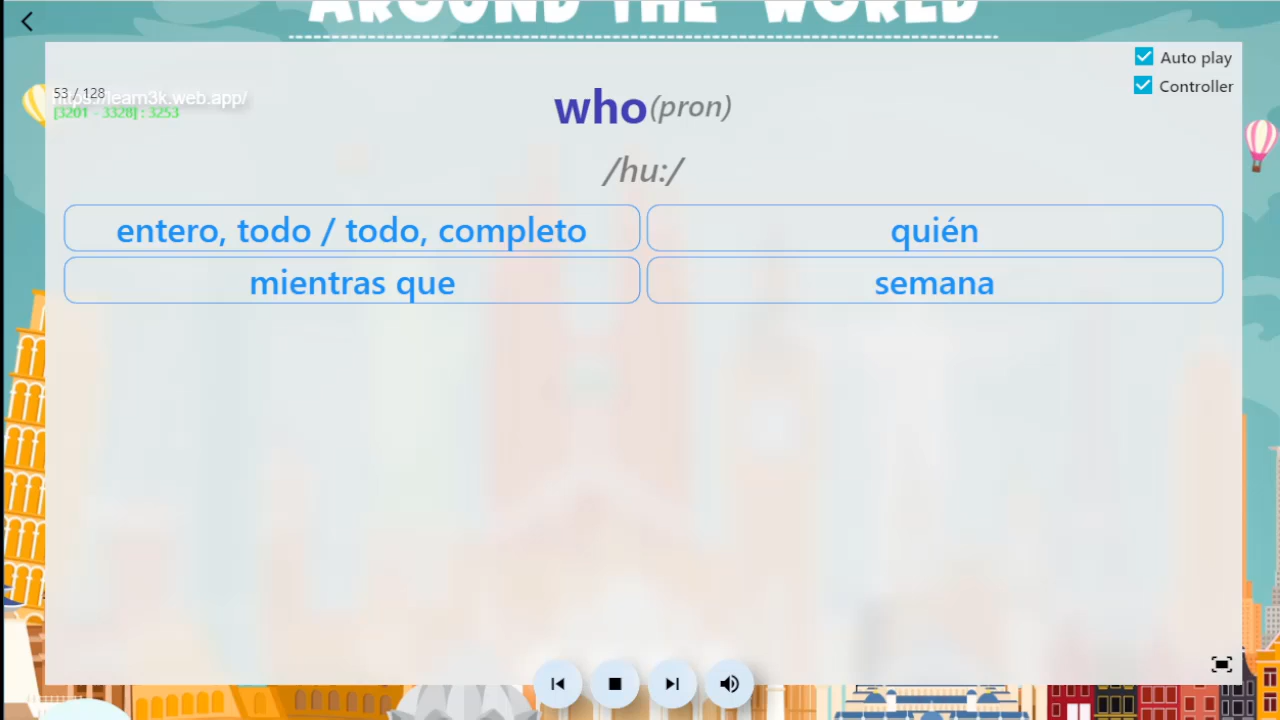 AROUND THE WORLD
Auto play
53 / 128
https://learn3k.web.app/
Controller
[3201 - 3328] : 3253
who(pron)
/hu:/
entero, todo / todo, completo
quién
mientras que
semana